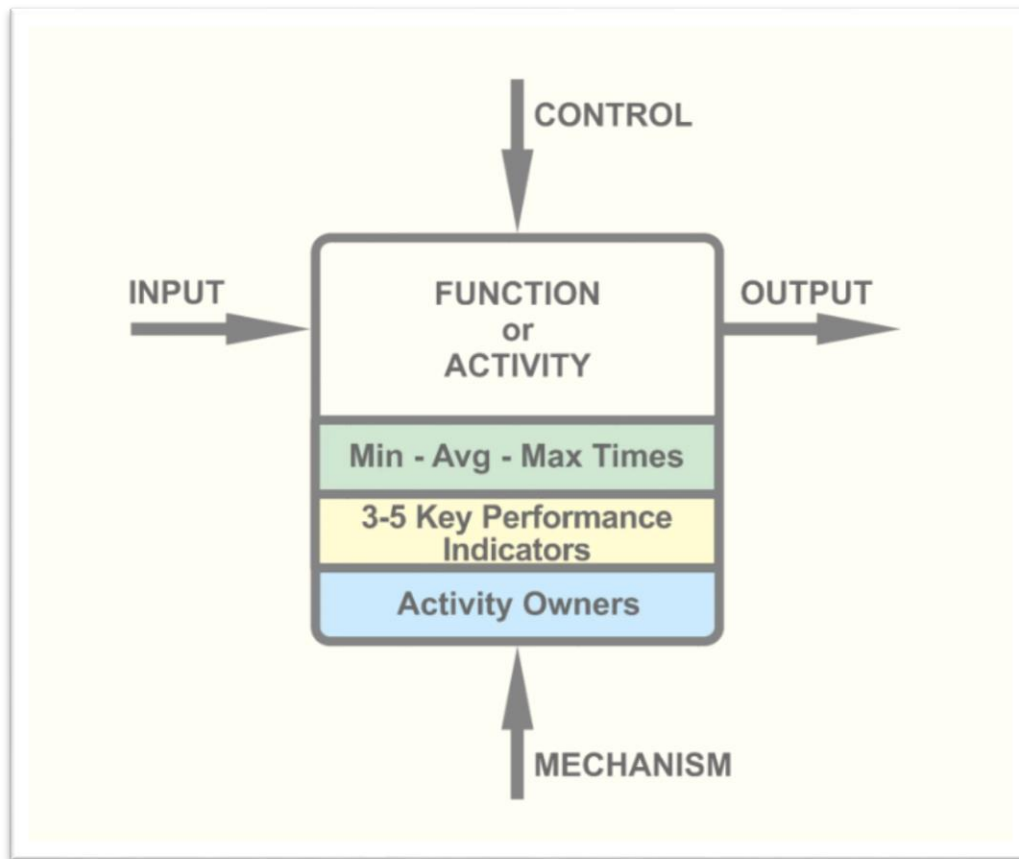 CONTROL
INPUT
FUNCTION
or
ACTIVITY
OUTPUT
Min - Avg - Max Times
3-5 Key Performance
Indicators
Activity Owners
MECHANISM